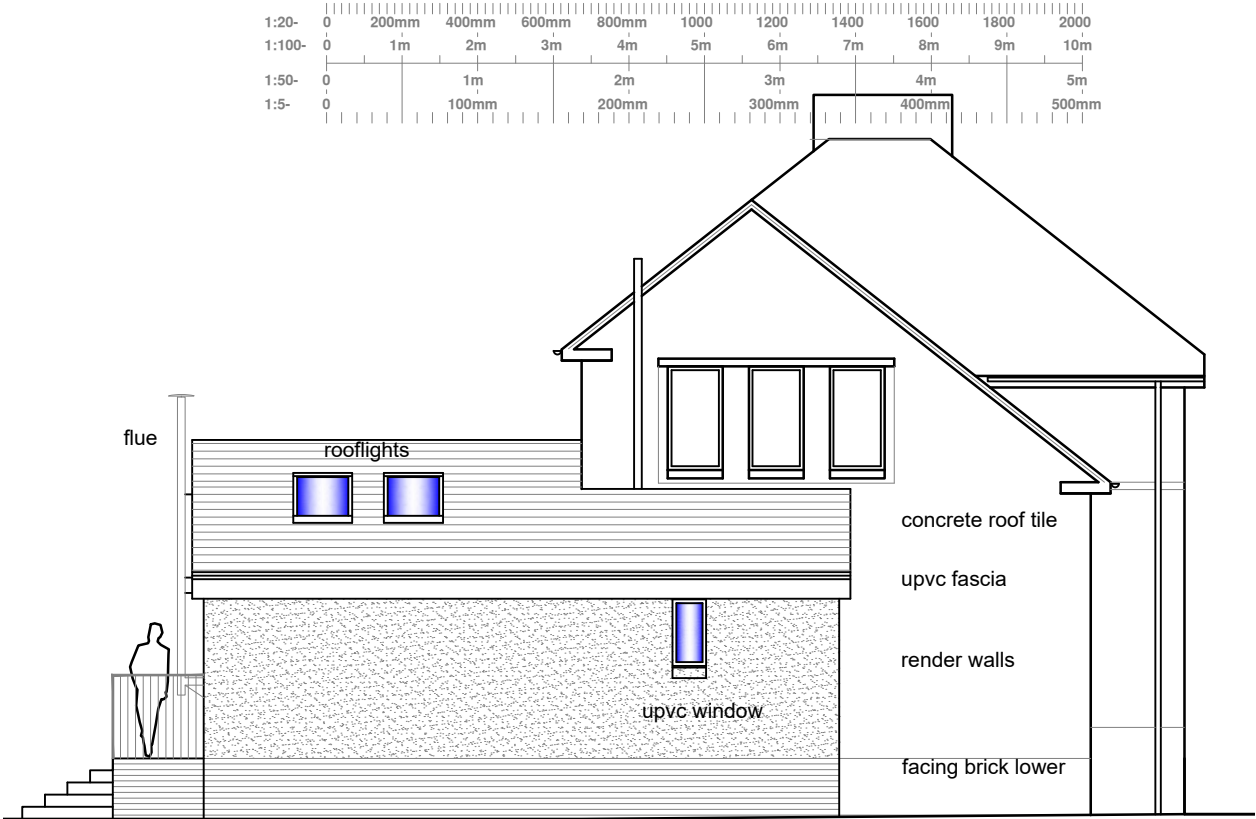 1:20- 0 200mm 400mm 600mm 800mm 1000 1200 1400 1600 1800 2000
1:100- 0 1m 2m 3m 4m 5m 6m 7m 8m 9m 10m
1:50- 0 1m 2m 3m 4m 5m
1:5- 0 100mm 200mm 300mm 400mm 500mm
flue
rooflights
concrete roof tile
upvc fascia
render walls
upvc window
facing brick lower